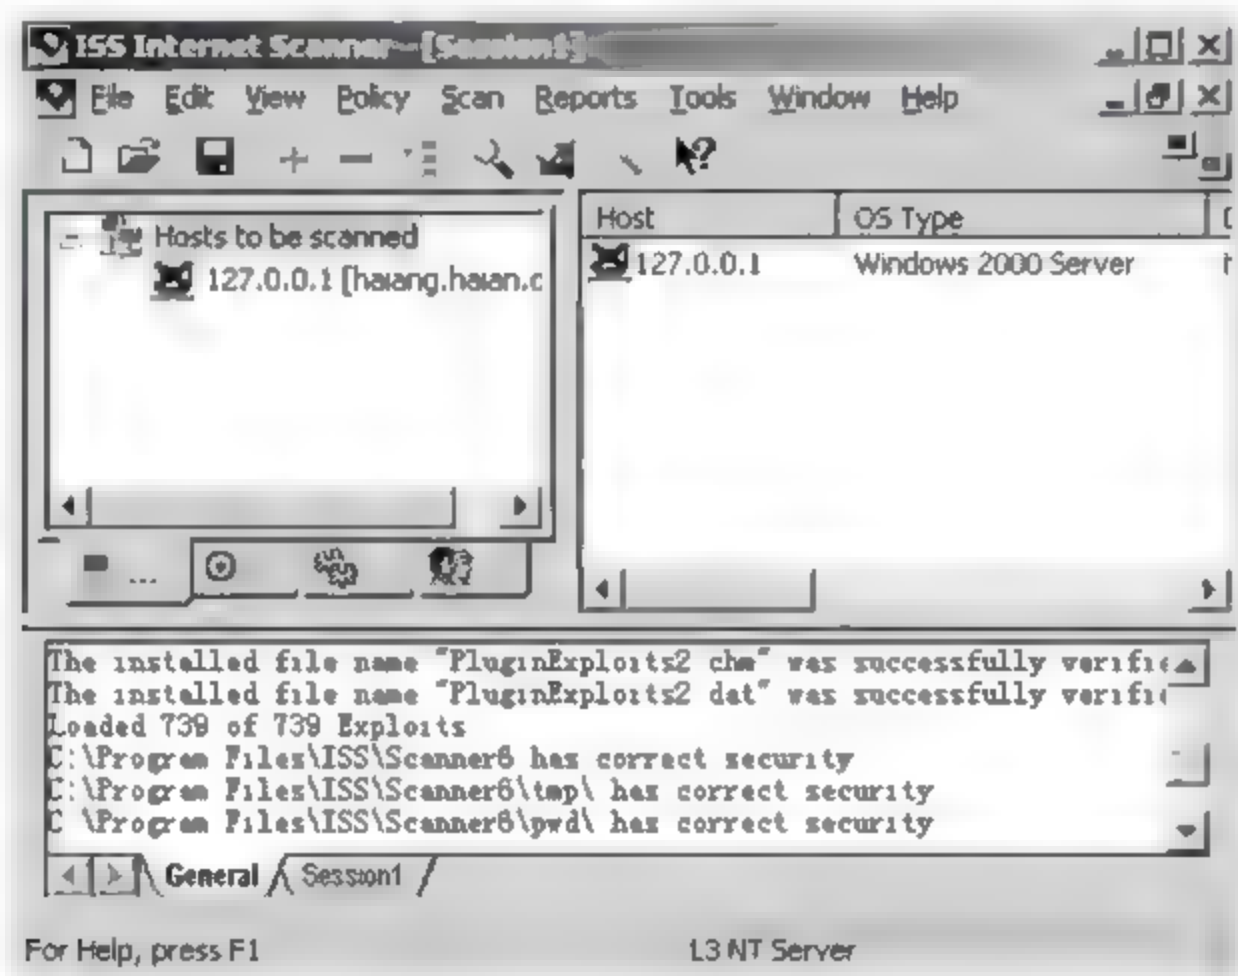 ISS Internet Scanner - [Session1]
File Edit View Policy Scan Reports Tools Window Help
Hosts to be scanned
127.0.0.1 [haiang.haian.c
Host OS Type
127.0.0.1 Windows 2000 Server
The installed file name "PluginExploits2 chm" was successfully verifie
The installed file name "PluginExploits2 dat" was successfully verifie
Loaded 739 of 739 Exploits
C:\Program Files\ISS\Scanner6 has correct security
C:\Program Files\ISS\Scanner6\tmp\ has correct security
C \Program Files\ISS\Scanner6\pwd\ has correct security
General Session1
For Help, press F1 L3 NT Server